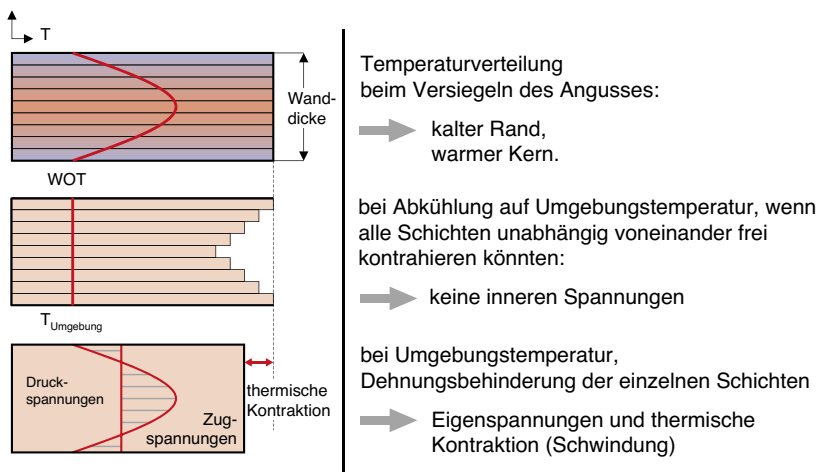 T
Wand-
dicke
WOT
T Umgebung
Druck-
spannungen
Zug-
spannungen
thermische
Kontraktion
Temperaturverteilung
beim Versiegeln des Angusses:
kalter Rand,
warmer Kern.
bei Abkühlung auf Umgebungstemperatur, wenn
alle Schichten unabhängig voneinander frei
kontrahieren könnten:
keine inneren Spannungen
bei Umgebungstemperatur,
Dehnungsbehinderung der einzelnen Schichten
Eigenspannungen und thermische
Kontraktion (Schwindung)